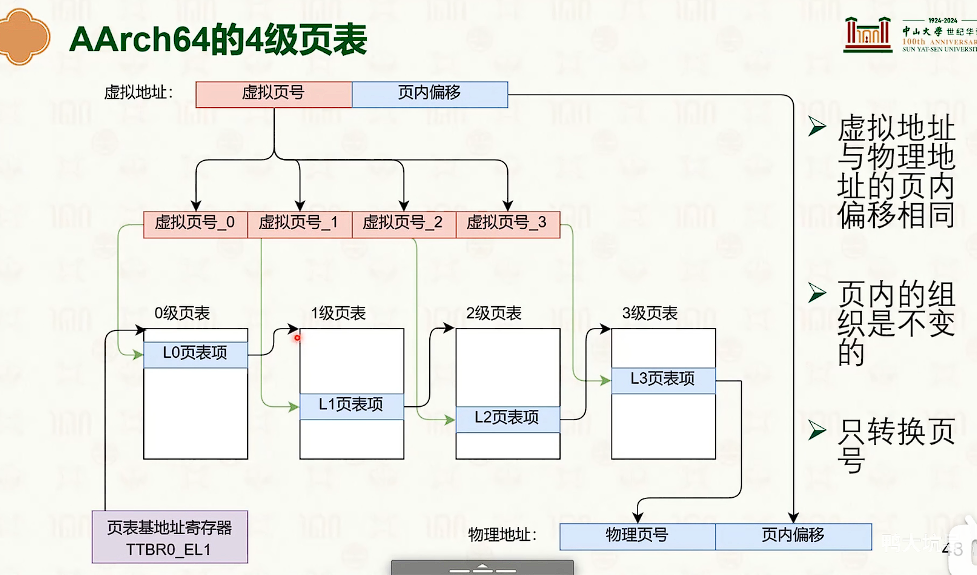 AArch64的4级页表
1924-2024
中山大学 世纪华
100th ANNIVERSAR
SUN YAT-SEN UNIVERSIT
虚拟地址：
虚拟页号
页内偏移
虚拟页号_0
虚拟页号_1
虚拟页号_2
虚拟页号_3
0级页表
1级页表
2级页表
3级页表
L0页表项
L1页表项
L2页表项
L3页表项
页表基地址寄存器
TTBR0_EL1
物理地址：
物理页号
页内偏移
虚拟地址
与物理地
址的页内
偏移相同
页内的组
织是不变
的
只转换页
号
43